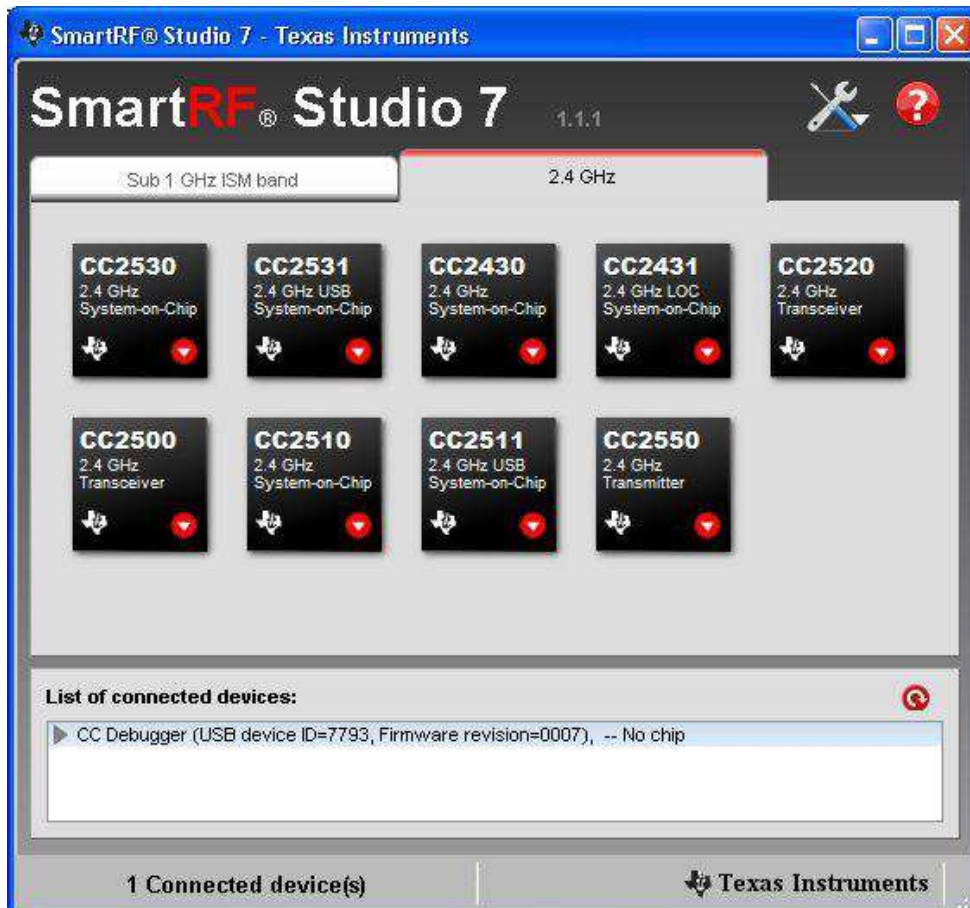 SmartRF® Studio 7 - Texas Instruments
SmartRF® Studio 7 1.1.1
Sub 1 GHz ISM band
2.4 GHz
CC2530
2.4 GHz
System-on-Chip
CC2531
2.4 GHz USB
System-on-Chip
CC2430
2.4 GHz
System-on-Chip
CC2431
2.4 GHz LOC
System-on-Chip
CC2520
2.4 GHz
Transceiver
CC2500
2.4 GHz
Transceiver
CC2510
2.4 GHz
System-on-Chip
CC2511
2.4 GHz USB
System-on-Chip
CC2550
2.4 GHz
Transmitter
List of connected devices:
CC Debugger (USB device ID=7793, Firmware revision=0007), -- No chip
1 Connected device(s)
Texas Instruments